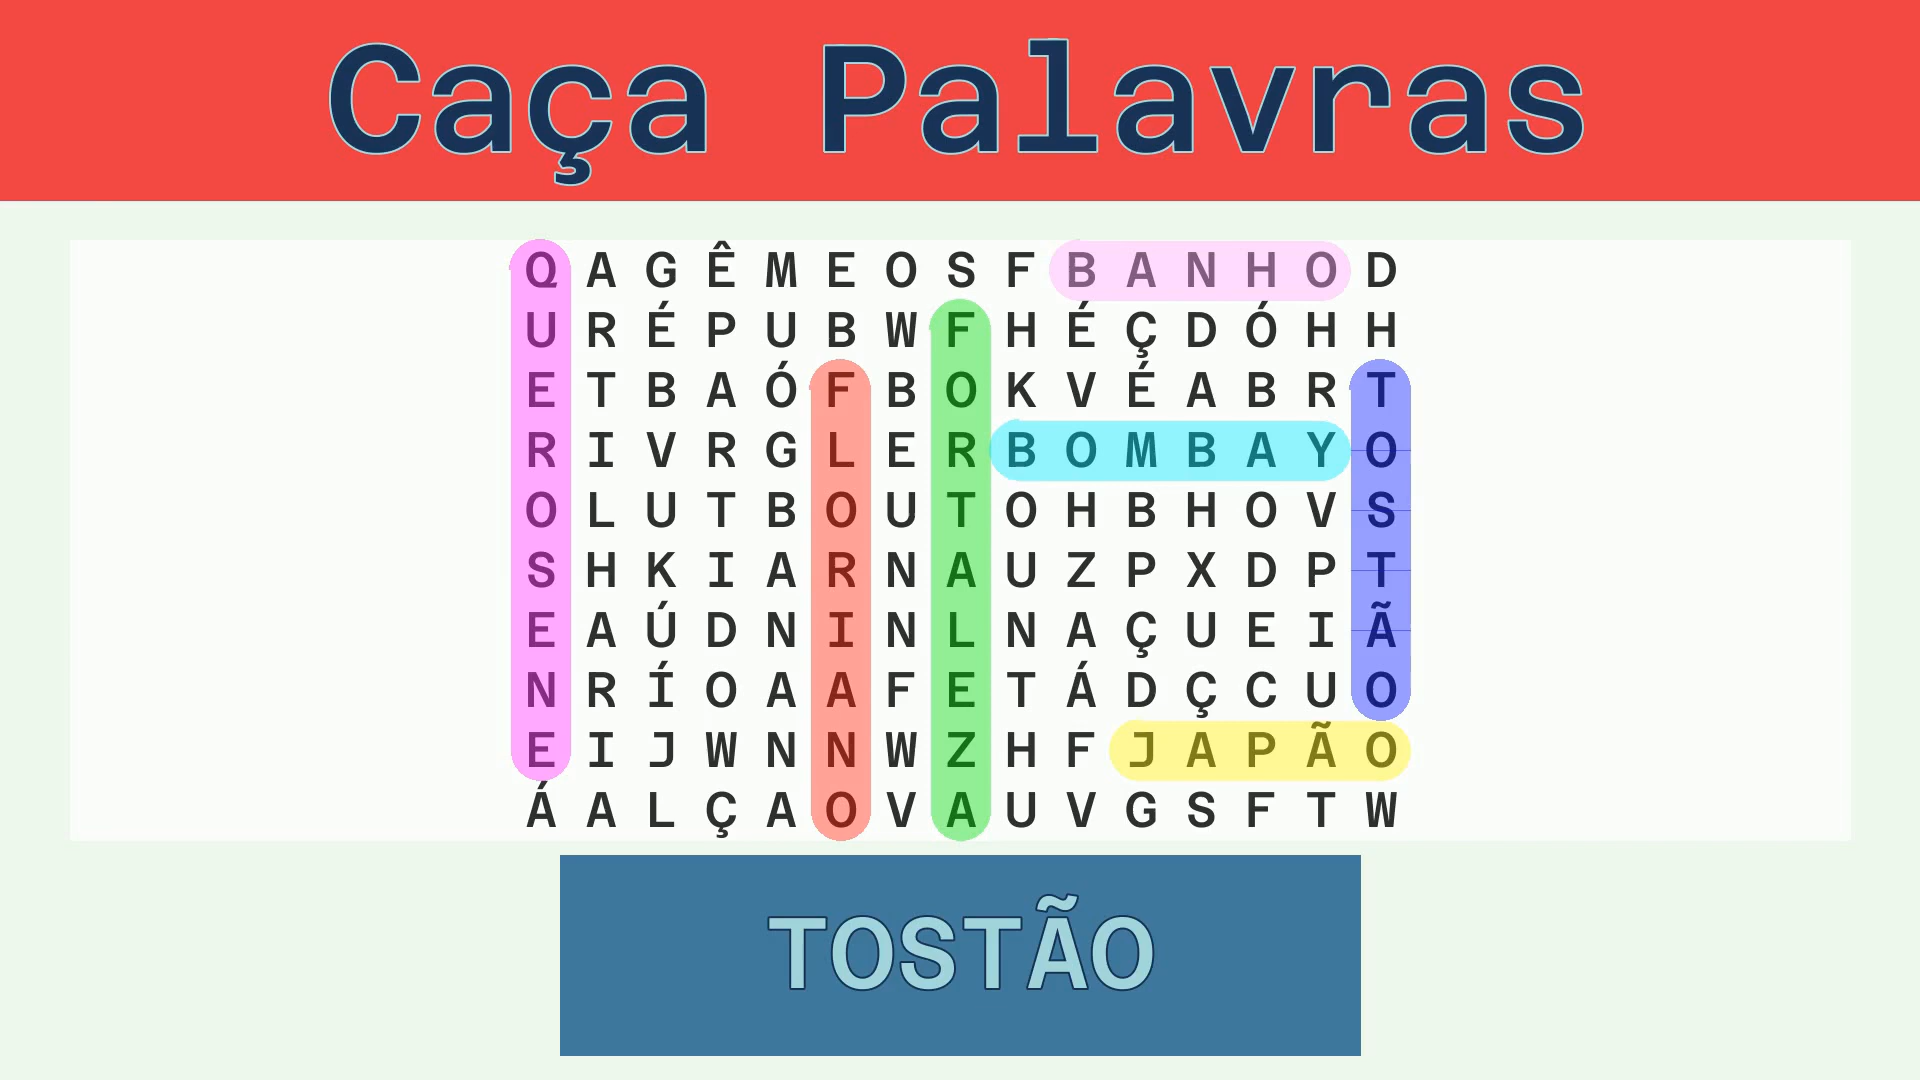 Caça Palavras
Q A G Ê M E O S F B A N H O D
U R É P U B W F H É Ç D Ó H H
E T B A Ó F B O K V É A B R T
R I V R G L E R B O M B A Y O
O L U T B O U T O H B H O V S
S H K I A R N A U Z P X D P T
E A Ú D N I N L N A Ç U E I Ã
N R Í O A A F E T Á D Ç C U O
E I J W N N W Z H F J A P Ã O
Á A L Ç A O V A U V G S F T W
TOSTÃO